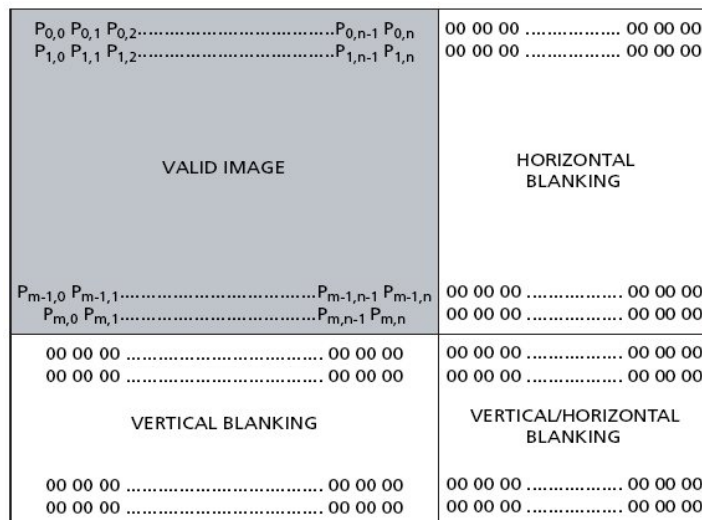 P0,0 P0,1 P0,2.....................................P0,n-1 P0,n
00 00 00 ................. 00 00 00
P1,0 P1,1 P1,2.....................................P1,n-1 P1,n
00 00 00 ................. 00 00 00
VALID IMAGE
HORIZONTAL
BLANKING
Pm-1,0 Pm-1,1.....................................Pm-1,n-1 Pm-1,n
00 00 00 ................. 00 00 00
Pm,0 Pm,1.....................................Pm,n-1 Pm,n
00 00 00 ................. 00 00 00
00 00 00 ..................................... 00 00 00
00 00 00 ................. 00 00 00
00 00 00 ..................................... 00 00 00
00 00 00 ................. 00 00 00
VERTICAL BLANKING
VERTICAL/HORIZONTAL
BLANKING
00 00 00 ..................................... 00 00 00
00 00 00 ................. 00 00 00
00 00 00 ..................................... 00 00 00
00 00 00 ................. 00 00 00